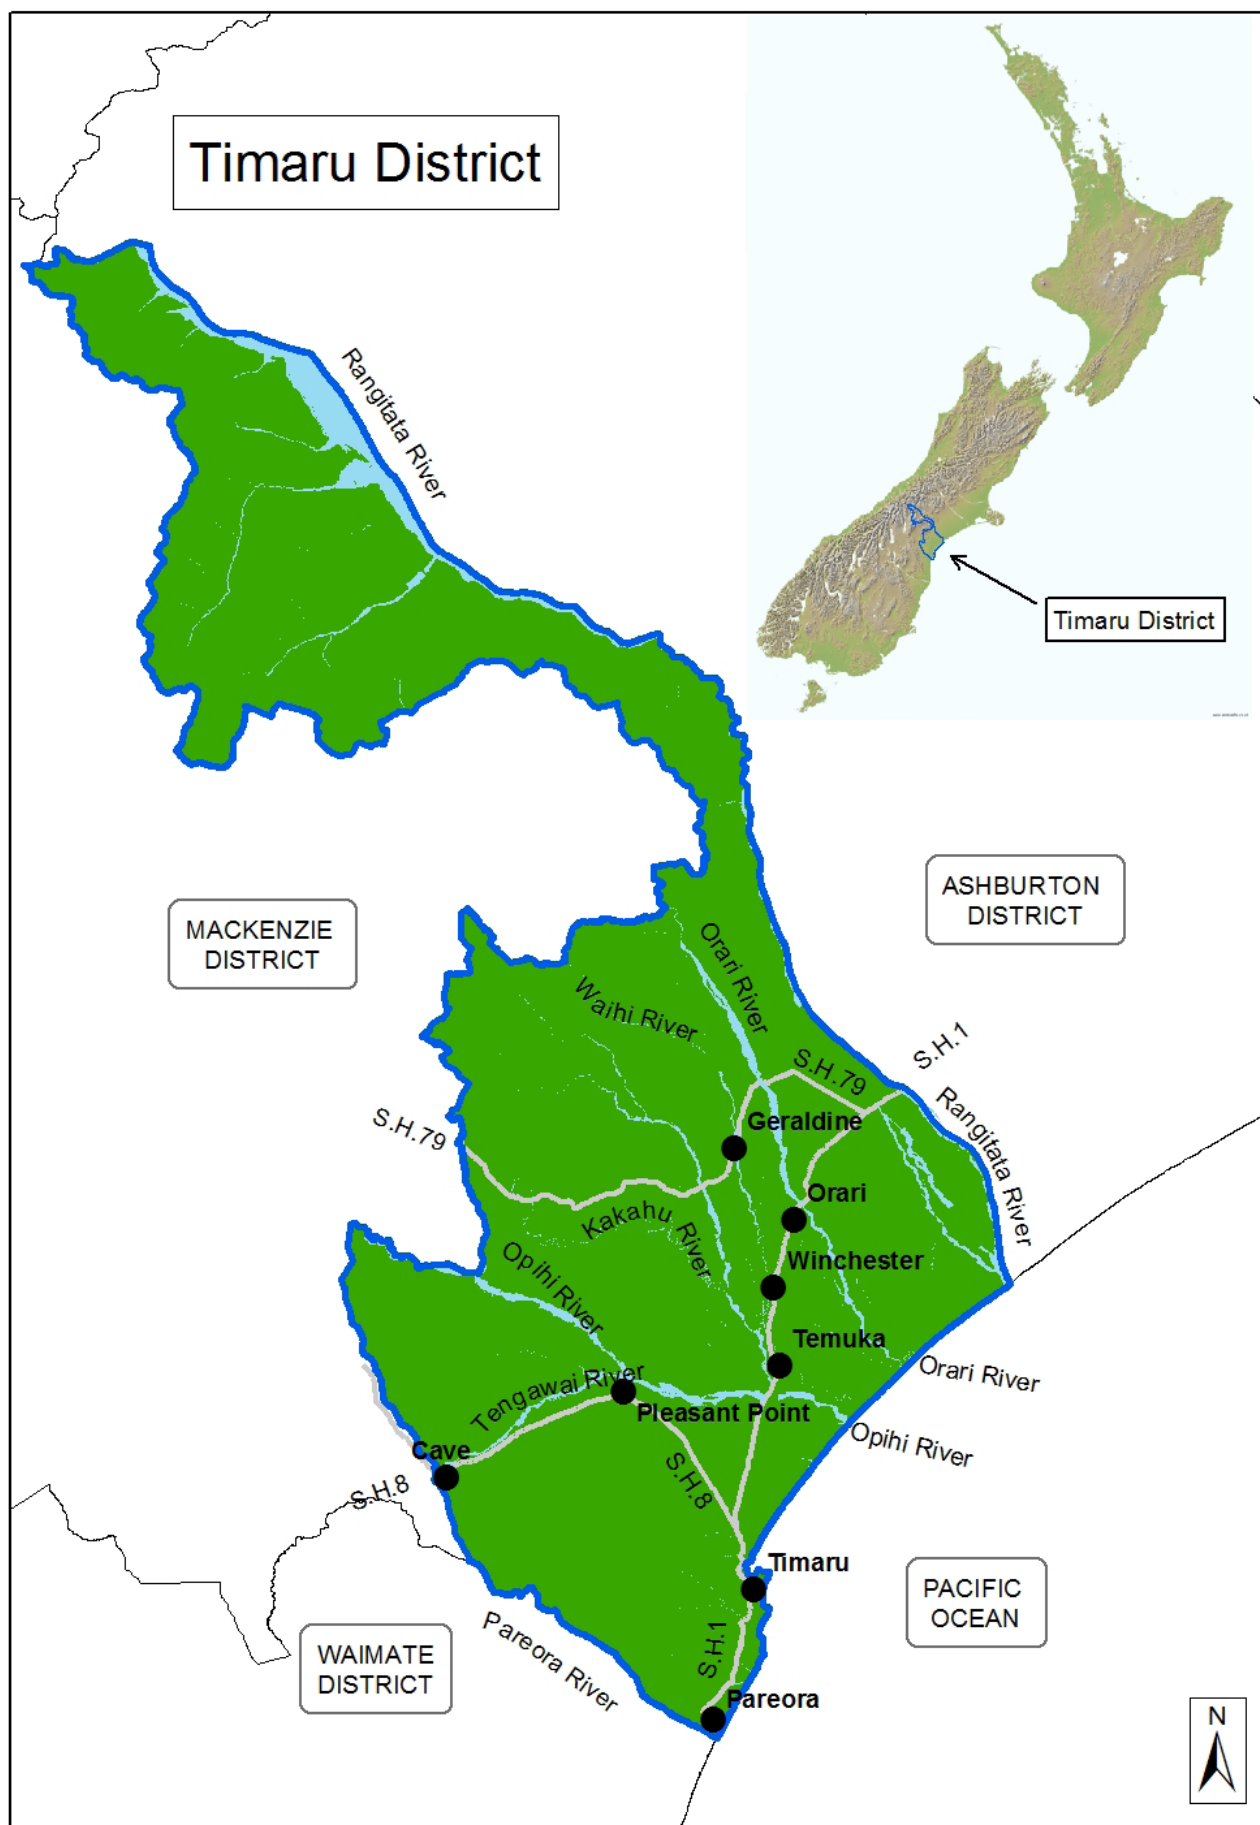 Timaru District
Rangitata River
Timaru District
ASHBURTON
DISTRICT
MACKENZIE
DISTRICT
Orari River
Waihi River
S.H.1
S.H.79
Rangitata River
S.H.79
Geraldine
Orari
Kakahu River
Winchester
Opihi River
Temuka
Orari River
Tengawai River
Pleasant Point
Opihi River
Cave
S.H.8
S.H.8
Timaru
PACIFIC
OCEAN
Pareora River
WAIMATE
DISTRICT
S.H.1
Pareora
N